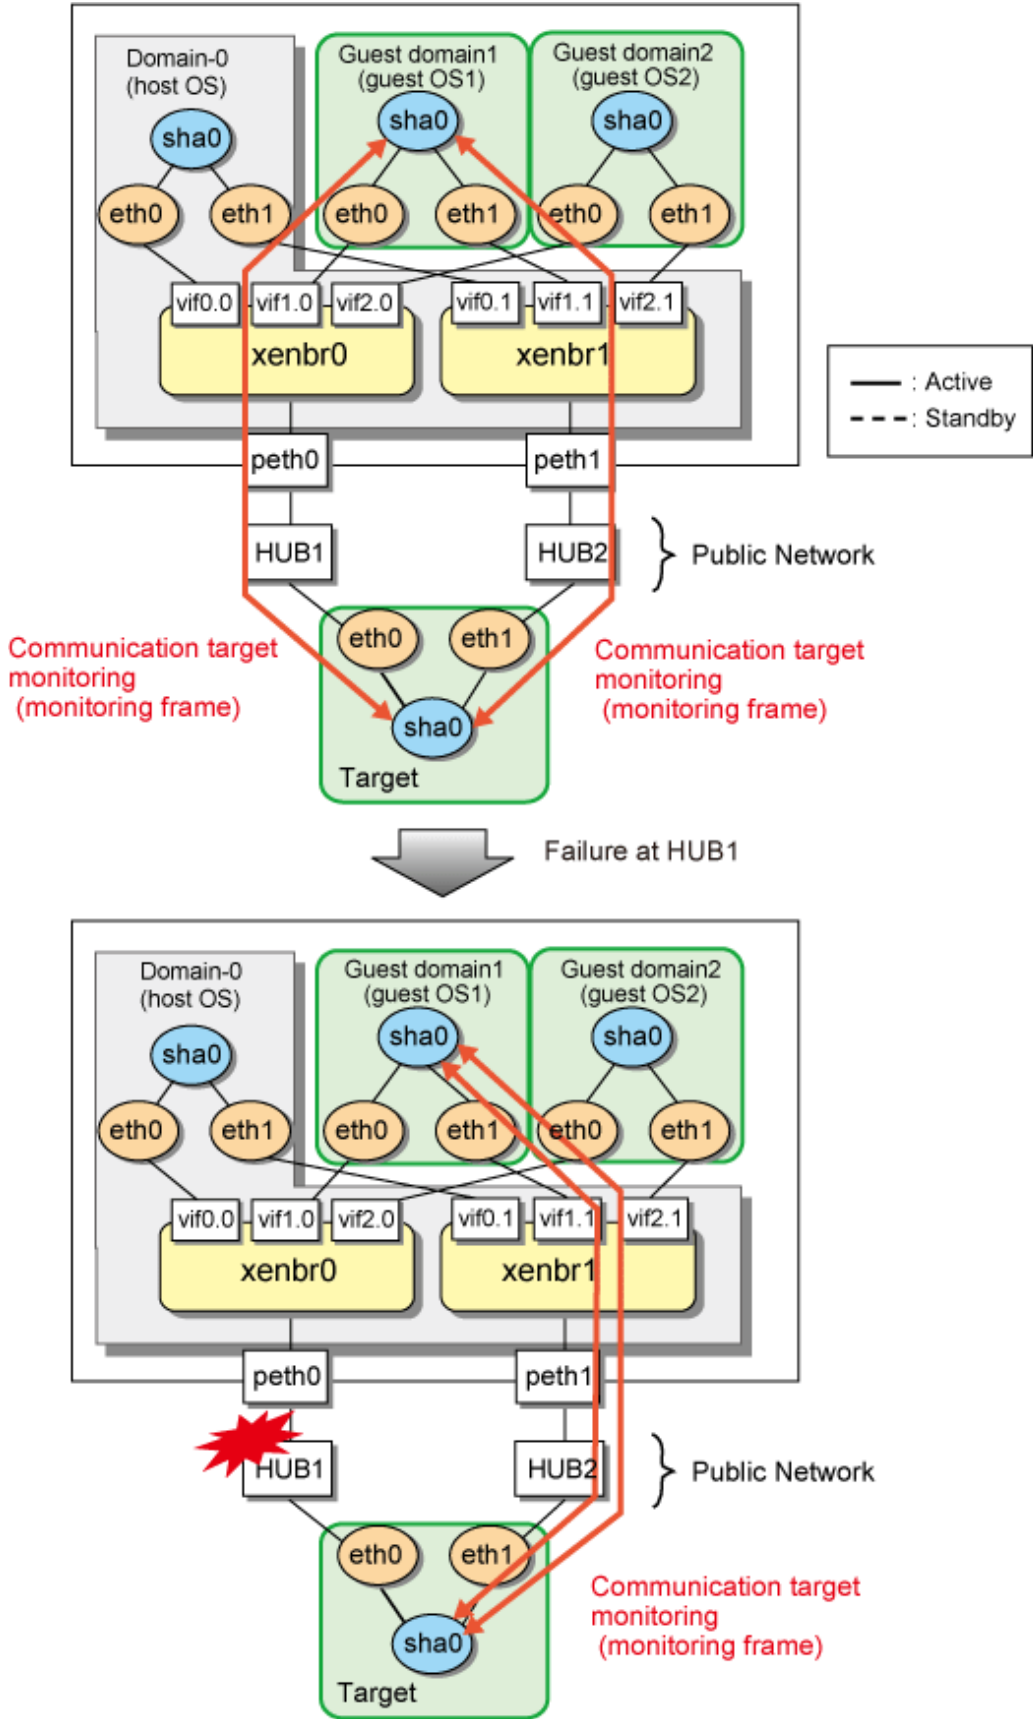 Domain-0
(host OS)
Guest domain1
(guest OS1)
Guest domain2
(guest OS2)
sha0
sha0
sha0
eth0
eth1
eth0
eth1
eth0
eth1
vif0.0
vif1.0
vif2.0
vif0.1
vif1.1
vif2.1
xenbr0
xenbr1
: Active
: Standby
peth0
peth1
HUB1
HUB2
Public Network
eth0
eth1
Communication target
monitoring
(monitoring frame)
Communication target
monitoring
(monitoring frame)
sha0
Target
Failure at HUB1
Domain-0
(host OS)
Guest domain1
(guest OS1)
Guest domain2
(guest OS2)
sha0
sha0
sha0
eth0
eth1
eth0
eth1
eth0
eth1
vif0.0
vif1.0
vif2.0
vif0.1
vif1.1
vif2.1
xenbr0
xenbr1
peth0
peth1
HUB1
HUB2
Public Network
eth0
eth1
Communication target
monitoring
(monitoring frame)
sha0
Target